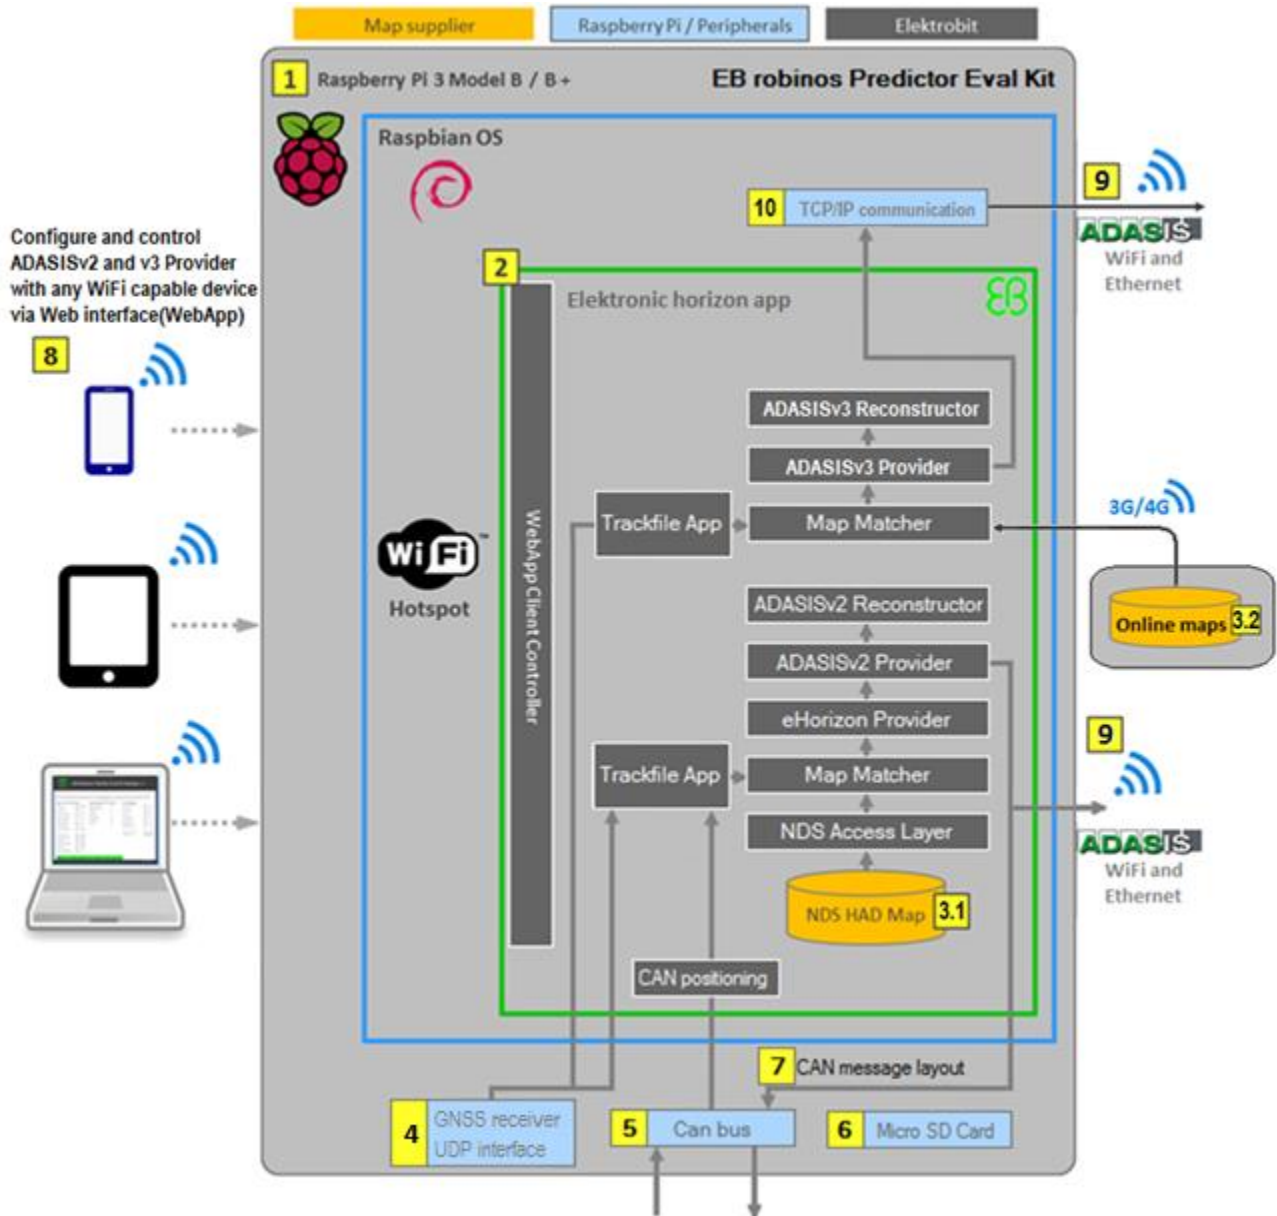 Map supplier
Raspberry Pi / Peripherals
Elektrobit
1
Raspberry Pi 3 Model B / B +
EB robinos Predictor Eval Kit
Raspbian OS
9
10
TCP/IP communication
ADASIS
WiFi and
Ethernet
Configure and control
ADASISv2 and v3 Provider
with any WiFi capable device
via Web interface(WebApp)
8
2
Elektronic horizon app
EB
WebApp Client Controller
ADASISv3 Reconstructor
ADASISv3 Provider
Trackfile App
Map Matcher
3G/4G
Online maps
3.2
Wi Fi ™
Hotspot
ADASISv2 Reconstructor
ADASISv2 Provider
eHorizon Provider
Trackfile App
Map Matcher
NDS Access Layer
NDS HAD Map
3.1
9
ADASIS
WiFi and
Ethernet
CAN positioning
7
CAN message layout
4
GNSS receiver
UDP interface
5
Can bus
6
Micro SD Card